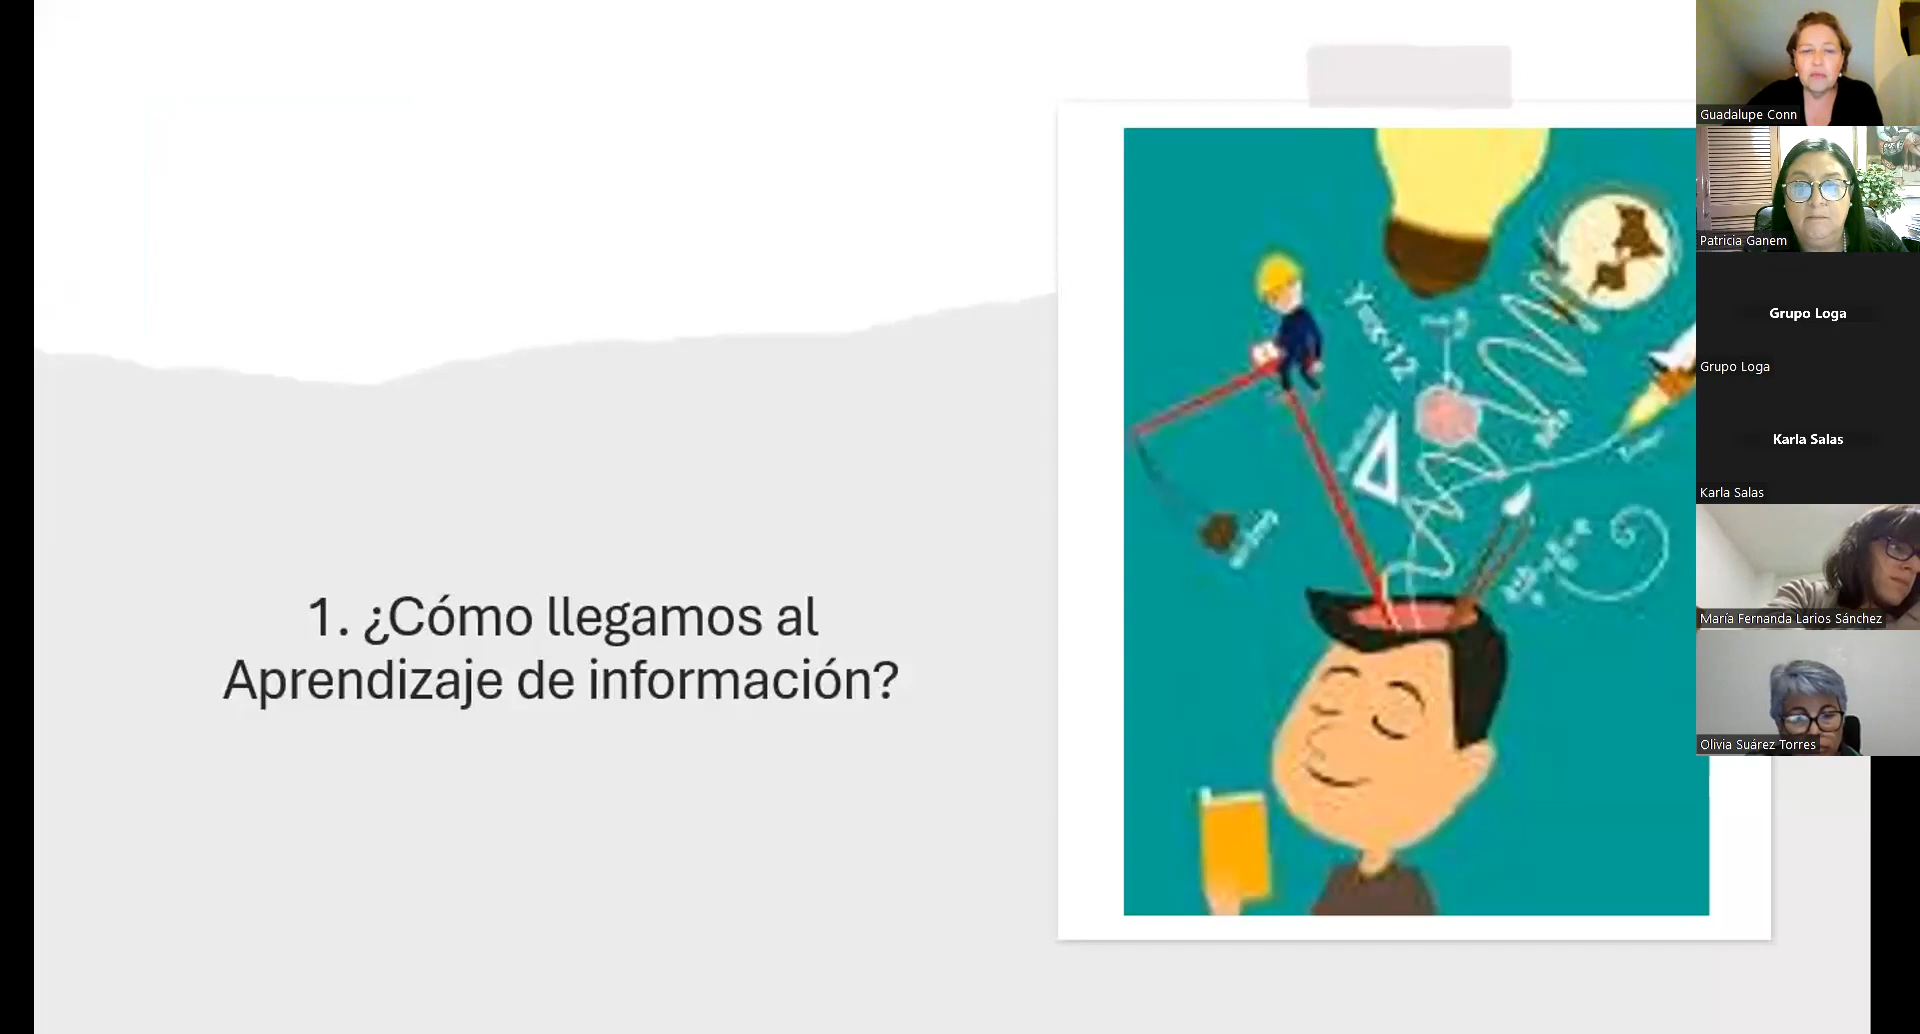 1. ¿Cómo llegamos al
Aprendizaje de información?
Guadalupe Conn
Patricia Ganem
Grupo Loga
Grupo Loga
Karla Salas
Karla Salas
María Fernanda Larios Sánchez
Olivia Suárez Torres